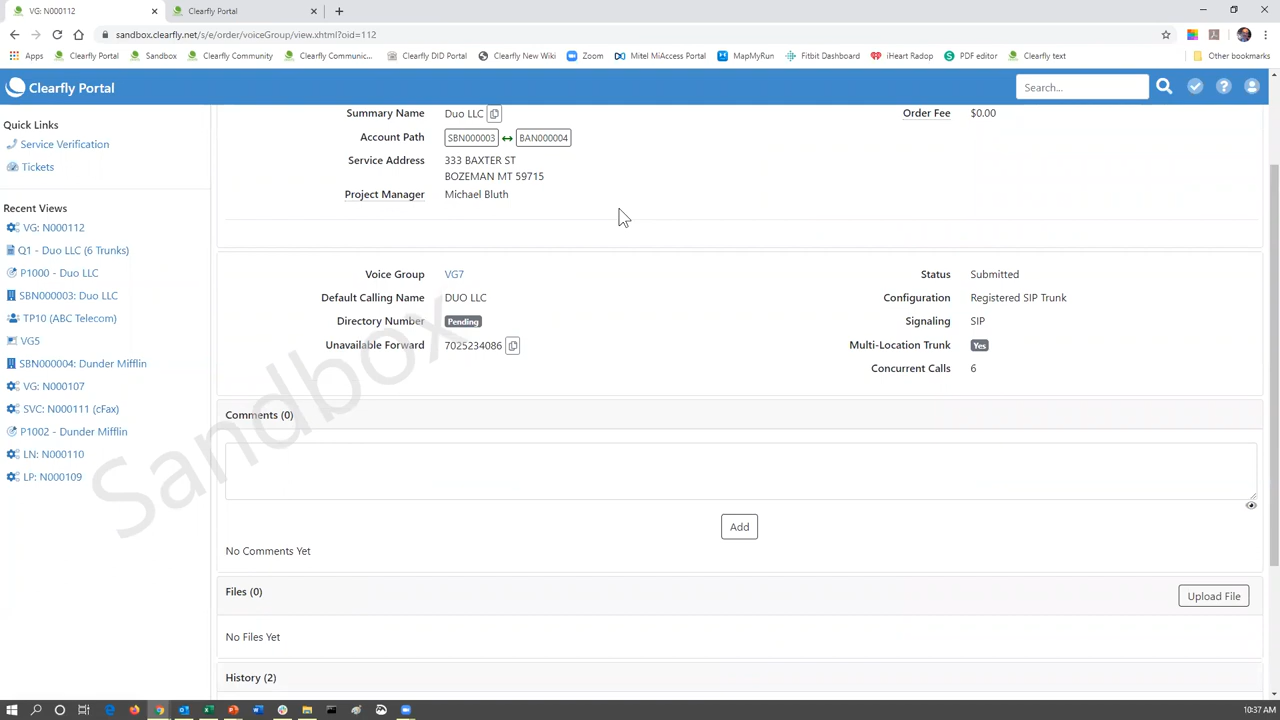 VG: N000112
Clearfly Portal
sandbox.clearfly.net/s/e/order/voiceGroup/view.xhtml?oid=112
Apps
Clearfly Portal
Sandbox
Clearfly Community
Clearfly Communic...
Clearfly DID Portal
Clearfly New Wiki
Zoom
Mitel MiAccess Portal
MapMyRun
Fitbit Dashboard
iHeart Radop
PDF editor
Clearfly text
Other bookmarks
Clearfly Portal
Search...
Quick Links
Service Verification
Tickets
Recent Views
VG: N000112
Q1 - Duo LLC (6 Trunks)
P1000 - Duo LLC
SBN000003: Duo LLC
TP10 (ABC Telecom)
VG5
SBN000004: Dunder Mifflin
VG: N000107
SVC: N000111 (cFax)
P1002 - Dunder Mifflin
LN: N000110
LP: N000109
Summary Name Duo LLC
Order Fee $0.00
Account Path SBN000003 BAN000004
Service Address 333 BAXTER ST
BOZEMAN MT 59715
Project Manager Michael Bluth
Voice Group VG7
Status Submitted
Default Calling Name DUO LLC
Configuration Registered SIP Trunk
Directory Number Pending
Signaling SIP
Unavailable Forward 7025234086
Multi-Location Trunk Yes
Concurrent Calls 6
Sandbox
Comments (0)
Add
No Comments Yet
Files (0)
Upload File
No Files Yet
History (2)
10:37 AM